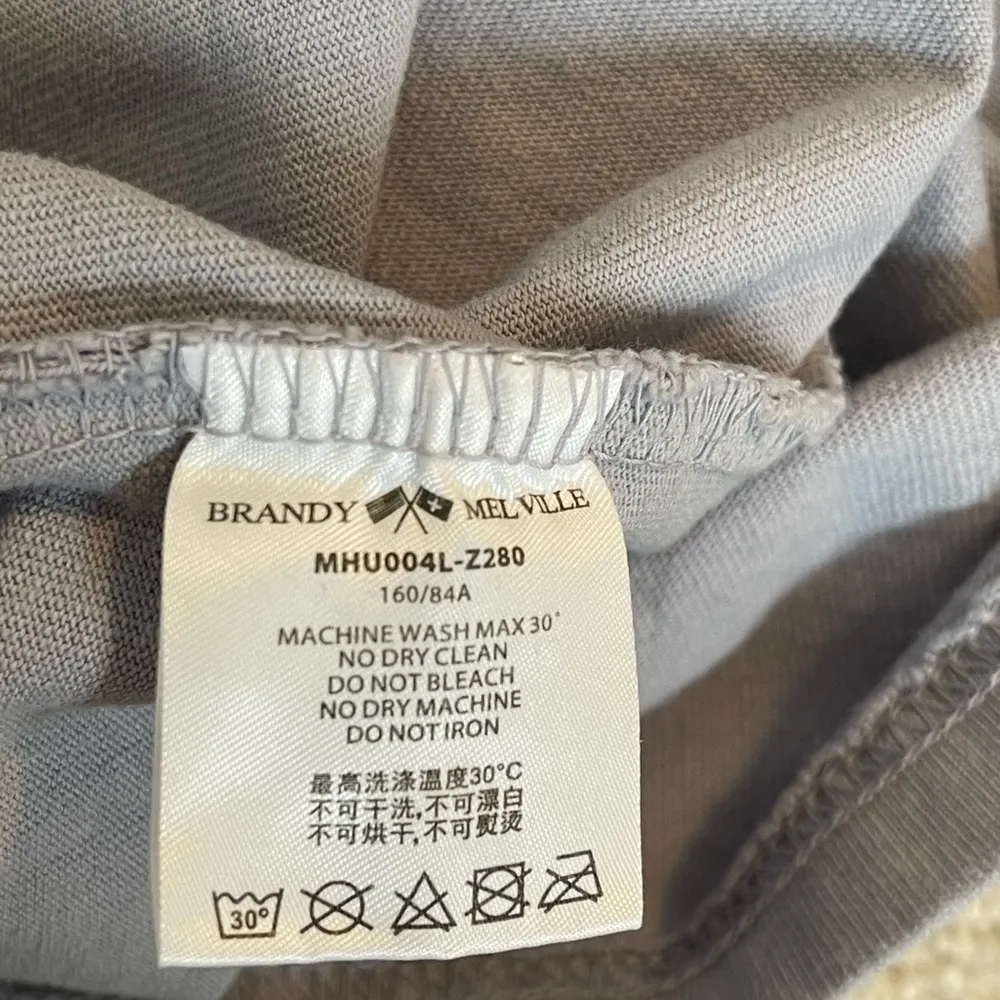 BRANDY MELVILLE
MHU004L-Z280
160/84A
MACHINE WASH MAX 30°
NO DRY CLEAN
DO NOT BLEACH
NO DRY MACHINE
DO NOT IRON
最高洗涤溫度30°C
不可干洗,不可漂白
不可烘干,不可熨烫
30°